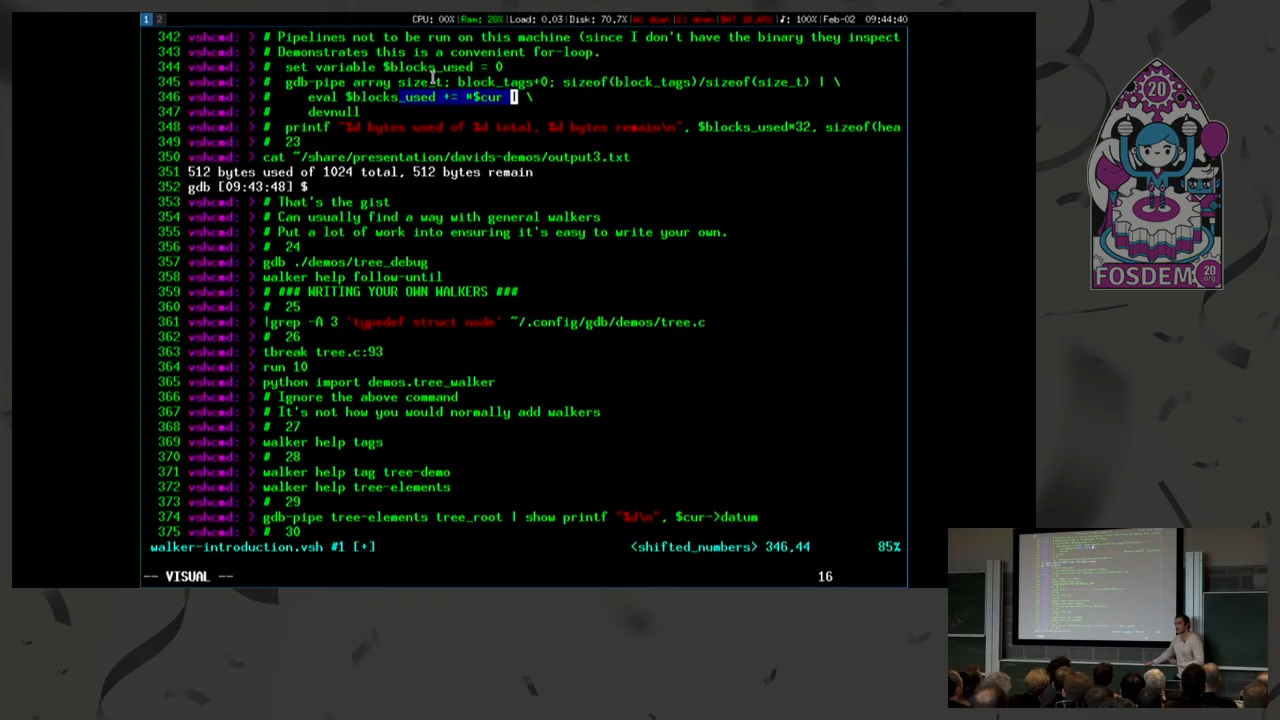 1 2
CPU: 00%|Ram: 28%|Load: 0,03|Disk: 70,7%|W: down|E: down|BAT |♪: 100%|Feb-02 09:44:40
342 vshcmd: > # Pipelines not to be run on this machine (since I don't have the binary they inspect
343 vshcmd: > # Demonstrates this is a convenient for-loop.
344 vshcmd: > #  set variable $blocks_used = 0
345 vshcmd: > #  gdb-pipe array size_t; block_tags+0; sizeof(block_tags)/sizeof(size_t) | \
346 vshcmd: > #     eval $blocks_used += *$cur | \
347 vshcmd: > #     devnull
348 vshcmd: > #  printf "%d bytes used of %d total, %d bytes remain\n", $blocks_used*32, sizeof(hea
349 vshcmd: > #  23
350 vshcmd: > cat ~/share/presentation/davids-demos/output3.txt
351 512 bytes used of 1024 total, 512 bytes remain
352 gdb [09:43:48] $
353 vshcmd: > # That's the gist
354 vshcmd: > # Can usually find a way with general walkers
355 vshcmd: > # Put a lot of work into ensuring it's easy to write your own.
356 vshcmd: > #  24
357 vshcmd: > gdb ./demos/tree_debug
358 vshcmd: > walker help follow-until
359 vshcmd: > # ### WRITING YOUR OWN WALKERS ###
360 vshcmd: > #  25
361 vshcmd: > !grep -A 3 'typedef struct node' ~/.config/gdb/demos/tree.c
362 vshcmd: > #  26
363 vshcmd: > tbreak tree.c:93
364 vshcmd: > run 10
365 vshcmd: > python import demos.tree_walker
366 vshcmd: > # Ignore the above command
367 vshcmd: > # It's not how you would normally add walkers
368 vshcmd: > #  27
369 vshcmd: > walker help tags
370 vshcmd: > #  28
371 vshcmd: > walker help tag tree-demo
372 vshcmd: > walker help tree-elements
373 vshcmd: > #  29
374 vshcmd: > gdb-pipe tree-elements tree_root | show printf "%d\n", $cur->datum
375 vshcmd: > #  30
walker-introduction.vsh #1 [+] <shifted_numbers> 346,44 85%
-- VISUAL -- 16
20
FOSDEM 20
.org